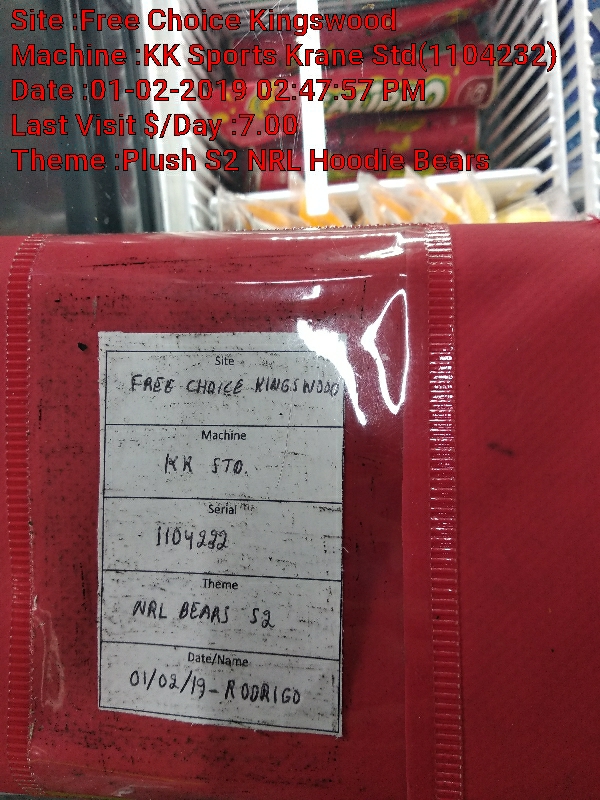 Site :Free Choice Kingswood
Machine :KK Sports Krane Std(1104232)
Date :01-02-2019 02:47:57 PM
Last Visit $/Day :7.00
Theme :Plush S2 NRL Hoodie Bears
Site
FREE CHOICE KINGSWOOD
Machine
KK STD.
Serial
1104232
Theme
NRL BEARS S2
Date/Name
01/02/19- RODRIGO